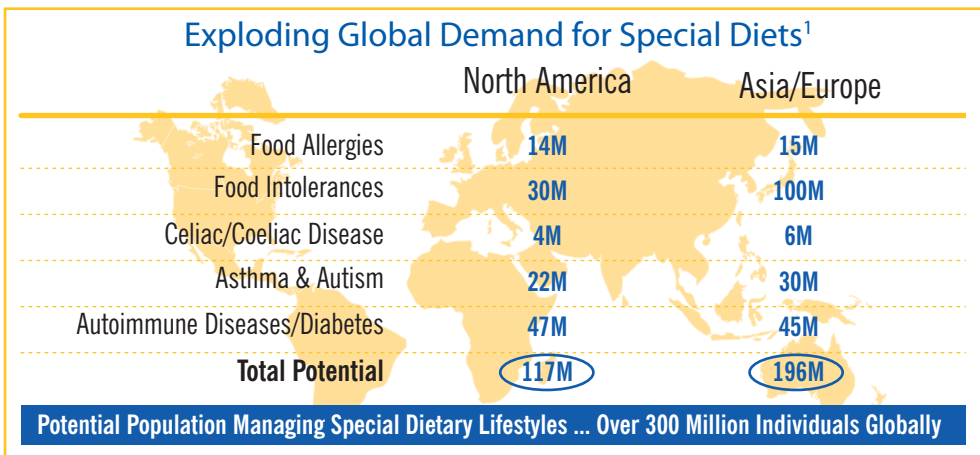 Exploding Global Demand for Special Diets1
North America Asia/Europe
Food Allergies 14M 15M
Food Intolerances 30M 100M
Celiac/Coeliac Disease 4M 6M
Asthma & Autism 22M 30M
Autoimmune Diseases/Diabetes 47M 45M
Total Potential 117M 196M
Potential Population Managing Special Dietary Lifestyles ... Over 300 Million Individuals Globally